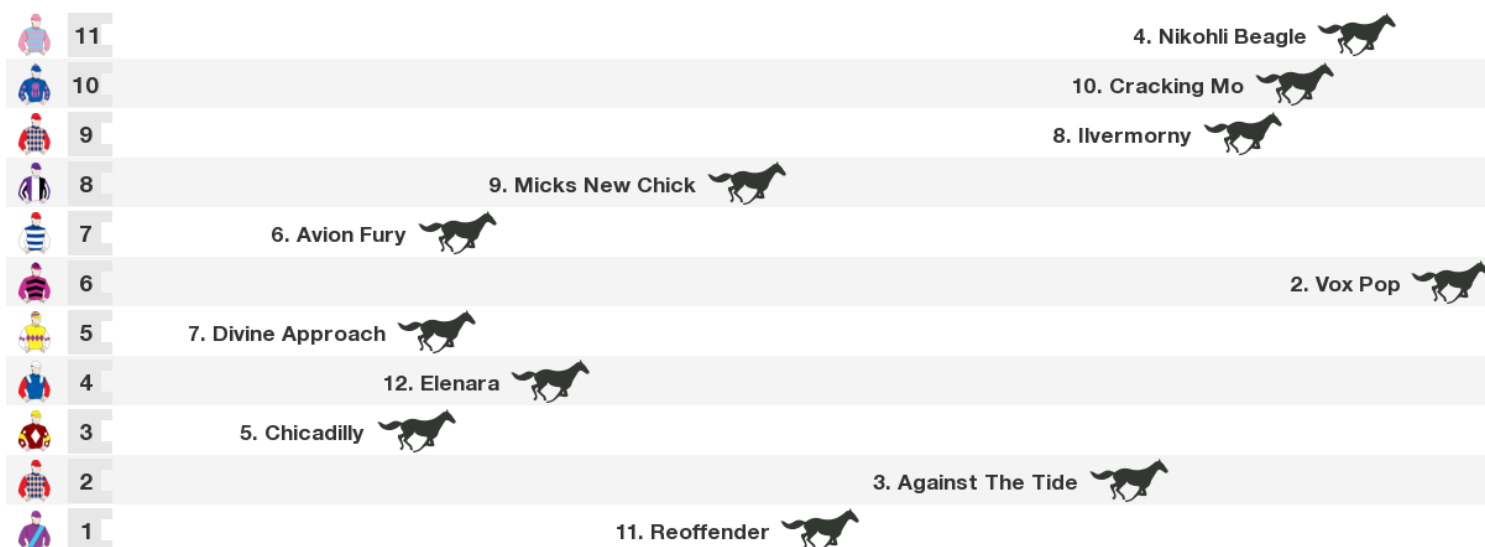 11 4. Nikohli Beagle
10 10. Cracking Mo
9 8. Ilvermorny
8 9. Micks New Chick
7 6. Avion Fury
6 2. Vox Pop
5 7. Divine Approach
4 12. Elenara
3 5. Chicadilly
2 3. Against The Tide
1 11. Reoffender